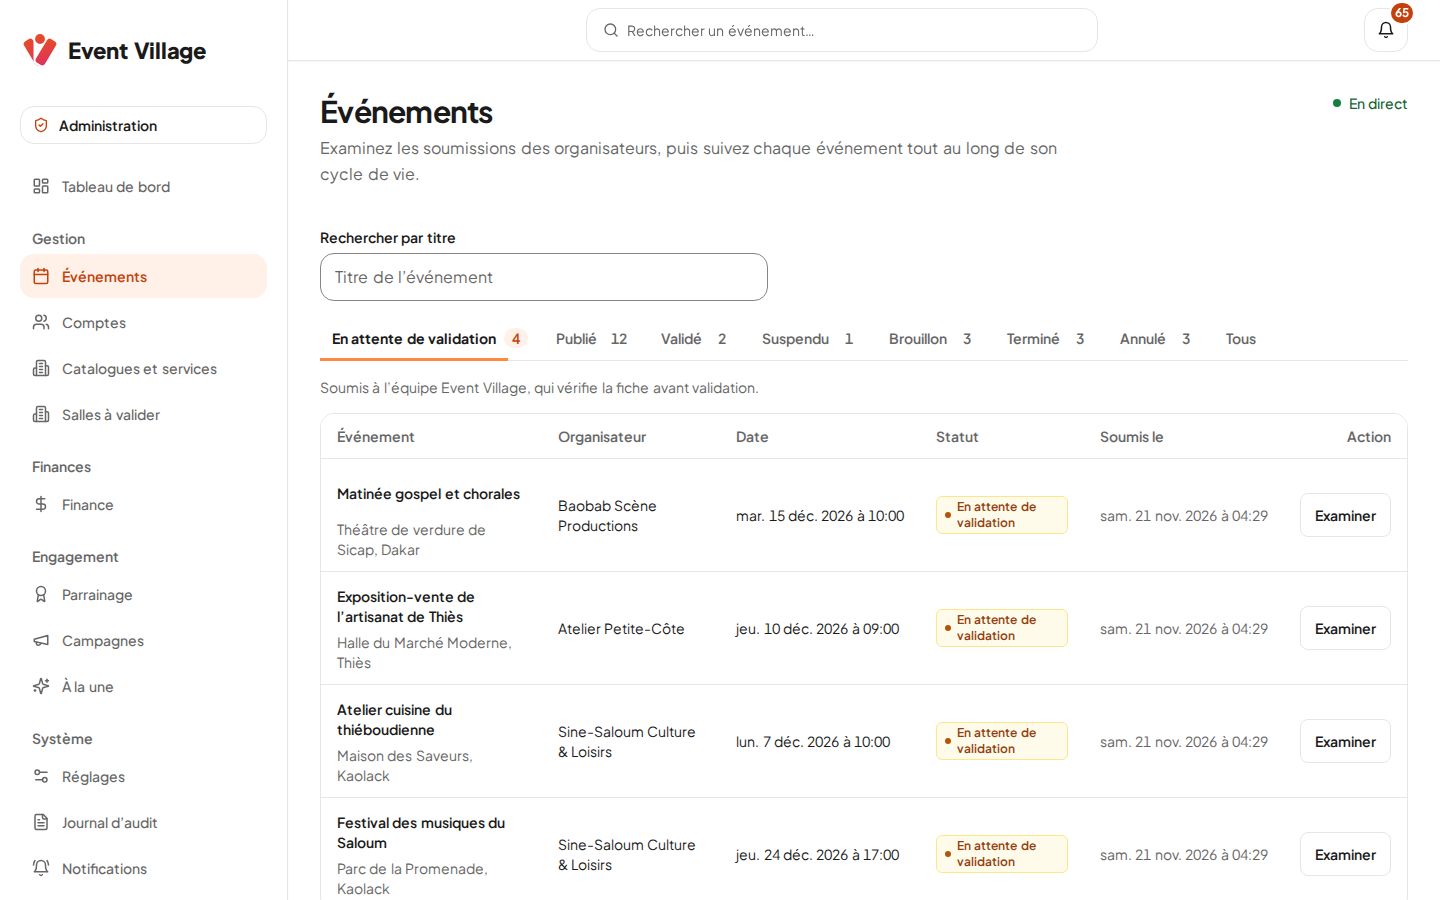 Event Village
Rechercher un événement…
65
Administration
Tableau de bord
Gestion
Événements
Comptes
Catalogues et services
Salles à valider
Finances
Finance
Engagement
Parrainage
Campagnes
À la une
Système
Réglages
Journal d’audit
Notifications
Événements
En direct
Examinez les soumissions des organisateurs, puis suivez chaque événement tout au long de son
cycle de vie.
Rechercher par titre
Titre de l’événement
En attente de validation 4 Publié 12 Validé 2 Suspendu 1 Brouillon 3 Terminé 3 Annulé 3 Tous
Soumis à l’équipe Event Village, qui vérifie la fiche avant validation.
Événement Organisateur Date Statut Soumis le Action
Matinée gospel et chorales
Théâtre de verdure de
Sicap, Dakar
Baobab Scène
Productions
mar. 15 déc. 2026 à 10:00
En attente de
validation
sam. 21 nov. 2026 à 04:29
Examiner
Exposition-vente de
l’artisanat de Thiès
Halle du Marché Moderne,
Thiès
Atelier Petite-Côte
jeu. 10 déc. 2026 à 09:00
En attente de
validation
sam. 21 nov. 2026 à 04:29
Examiner
Atelier cuisine du
thiéboudienne
Maison des Saveurs,
Kaolack
Sine-Saloum Culture
& Loisirs
lun. 7 déc. 2026 à 10:00
En attente de
validation
sam. 21 nov. 2026 à 04:29
Examiner
Festival des musiques du
Saloum
Parc de la Promenade,
Kaolack
Sine-Saloum Culture
& Loisirs
jeu. 24 déc. 2026 à 17:00
En attente de
validation
sam. 21 nov. 2026 à 04:29
Examiner